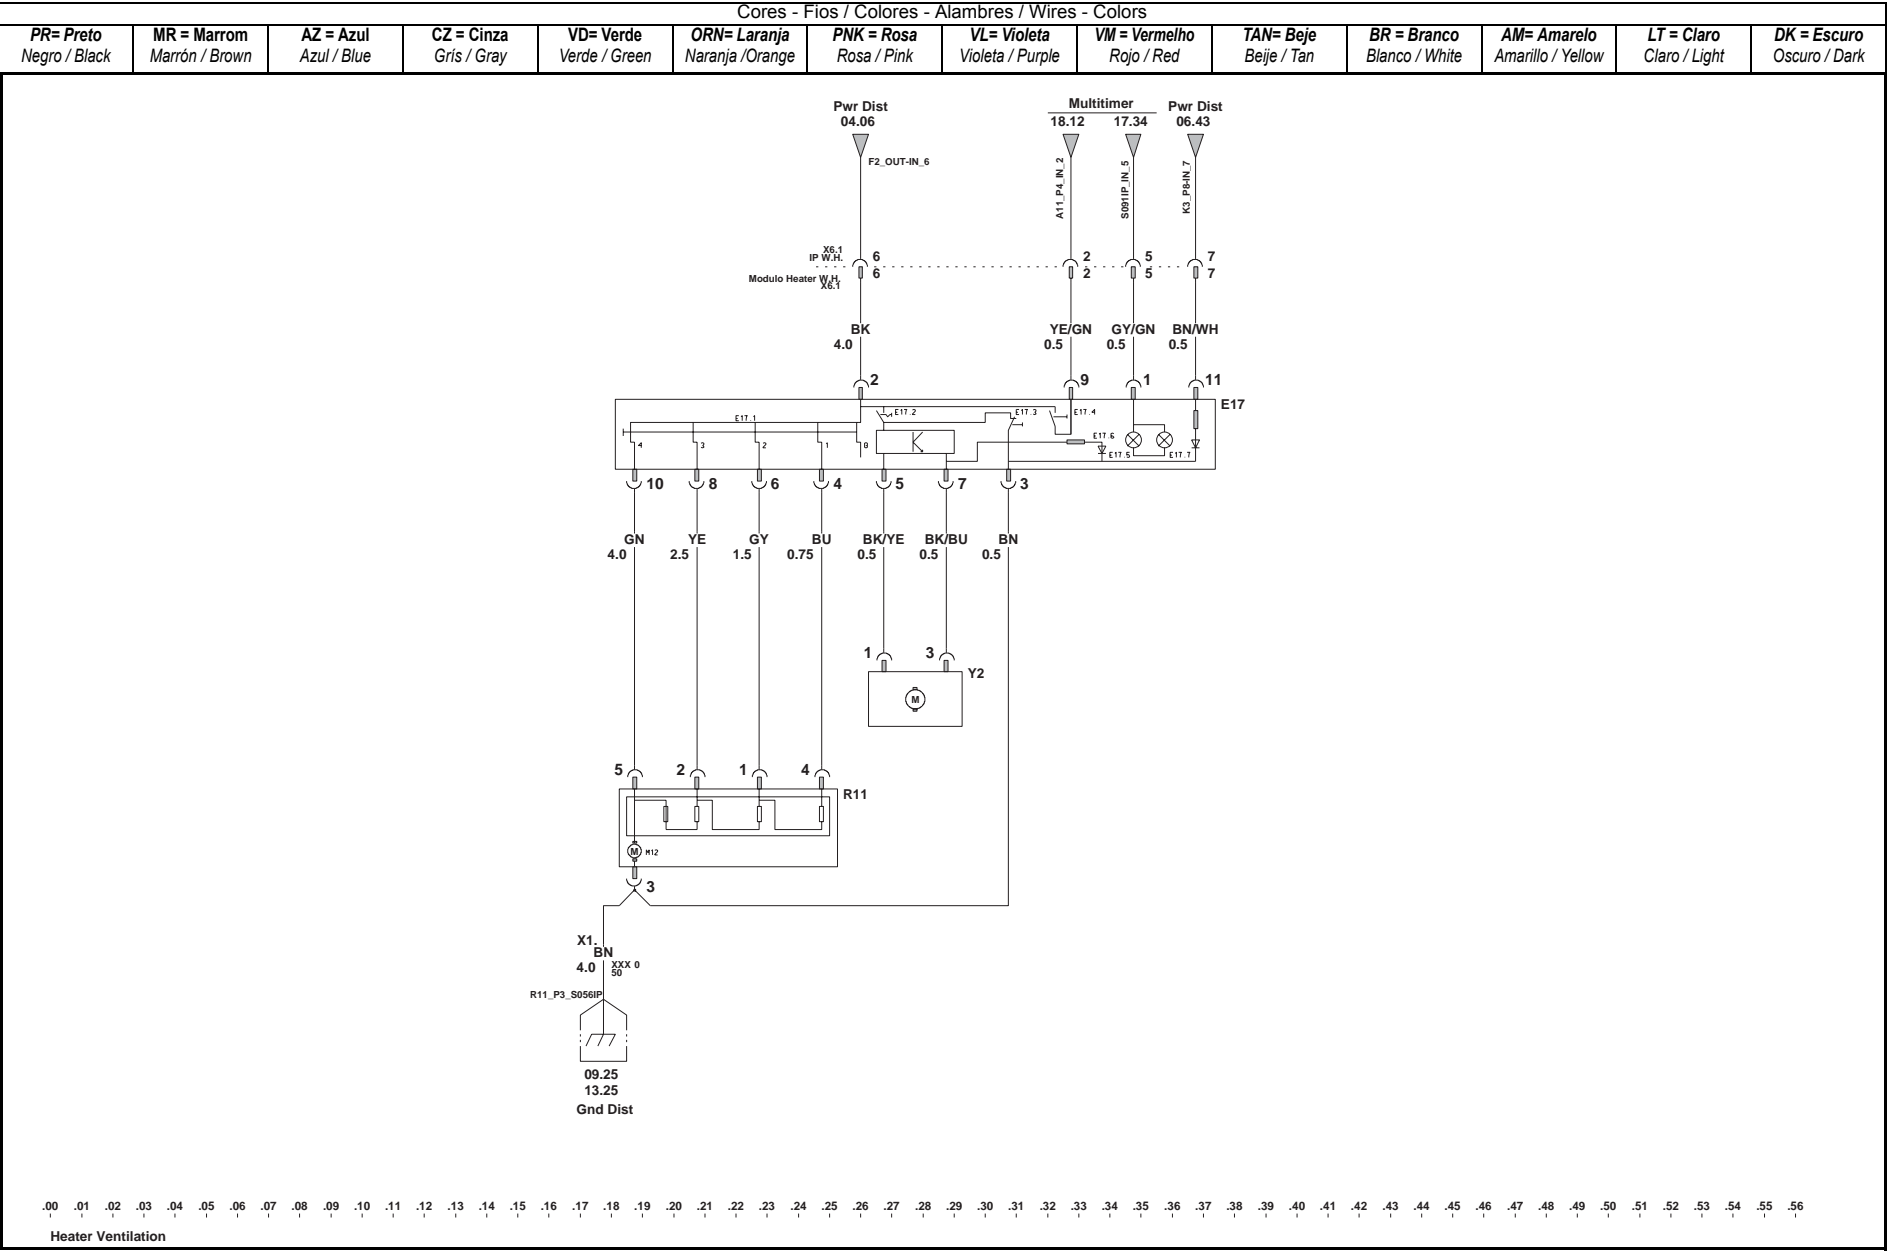 Cores - Fios / Colores - Alambres / Wires - Colors
PR= Preto MR = Marrom AZ = Azul CZ = Cinza VD= Verde ORN= Laranja PNK = Rosa VL= Violeta VM = Vermelho TAN= Beje BR = Branco AM= Amarelo LT = Claro DK = Escuro
Negro / Black Marrón / Brown Azul / Blue Grís / Gray Verde / Green Naranja /Orange Rosa / Pink Violeta / Purple Rojo / Red Beije / Tan Blanco / White Amarillo / Yellow Claro / Light Oscuro / Dark
Pwr Dist Multitimer Pwr Dist
04.06 18.12 17.34 06.43
F2_OUT-IN_6
A11_P4_IN_2
S091IP_IN_5
K3_P8-IN_7
X6.1
IP W.H. 6 2 5 7
Modulo Heater W.H. 6 2 5 7
X6.1
BK YE/GN GY/GN BN/WH
4.0 0.5 0.5 0.5
2 9 1 11
E17
E17.1 E17.2 E17.3 E17.4
4 3 2 1 0 K E17.6
E17.5 E17.7
10 8 6 4 5 7 3
GN YE GY BU BK/YE BK/BU BN
4.0 2.5 1.5 0.75 0.5 0.5 0.5
1 3
Y2
M
5 2 1 4
R11
M M12
3
X1.
BN
4.0 XXX 0
50
R11_P3_S056IP
09.25
13.25
Gnd Dist
.00 .01 .02 .03 .04 .05 .06 .07 .08 .09 .10 .11 .12 .13 .14 .15 .16 .17 .18 .19 .20 .21 .22 .23 .24 .25 .26 .27 .28 .29 .30 .31 .32 .33 .34 .35 .36 .37 .38 .39 .40 .41 .42 .43 .44 .45 .46 .47 .48 .49 .50 .51 .52 .53 .54 .55 .56
Heater Ventilation